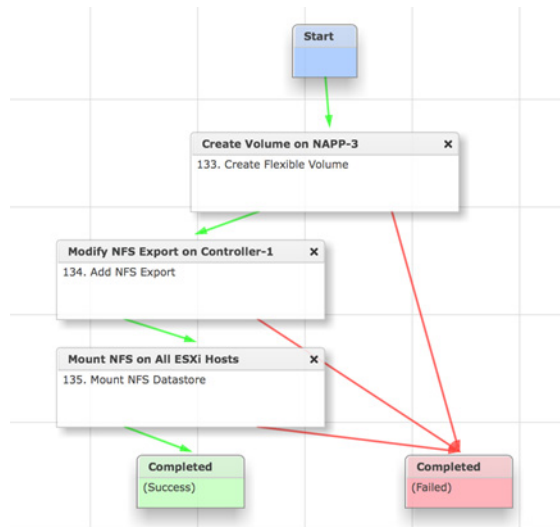 Start
Create Volume on NAPP-3 ×
133. Create Flexible Volume
Modify NFS Export on Controller-1 ×
134. Add NFS Export
Mount NFS on All ESXi Hosts ×
135. Mount NFS Datastore
Completed
(Success)
Completed
(Failed)